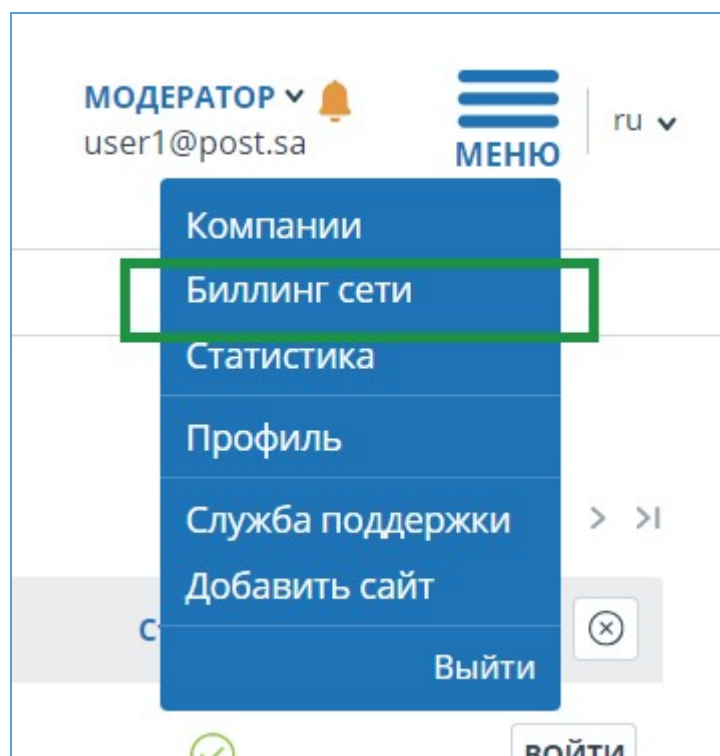 МОДЕРАТОР
user1@post.sa
МЕНЮ
ru
Компании
Биллинг сети
Статистика
Профиль
Служба поддержки
Добавить сайт
Выйти
ВОЙТИ